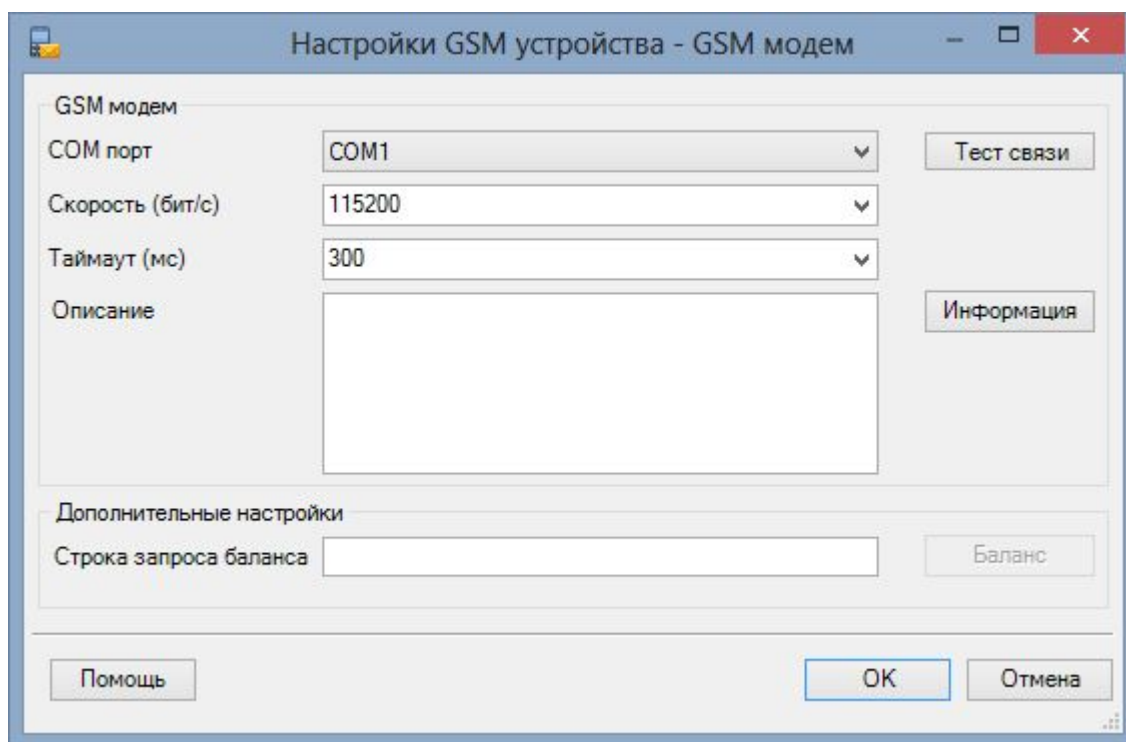 Настройки GSM устройства - GSM модем
GSM модем
COM порт COM1 Тест связи
Скорость (бит/с) 115200
Таймаут (мс) 300
Описание Информация
Дополнительные настройки
Строка запроса баланса Баланс
Помощь OK Отмена